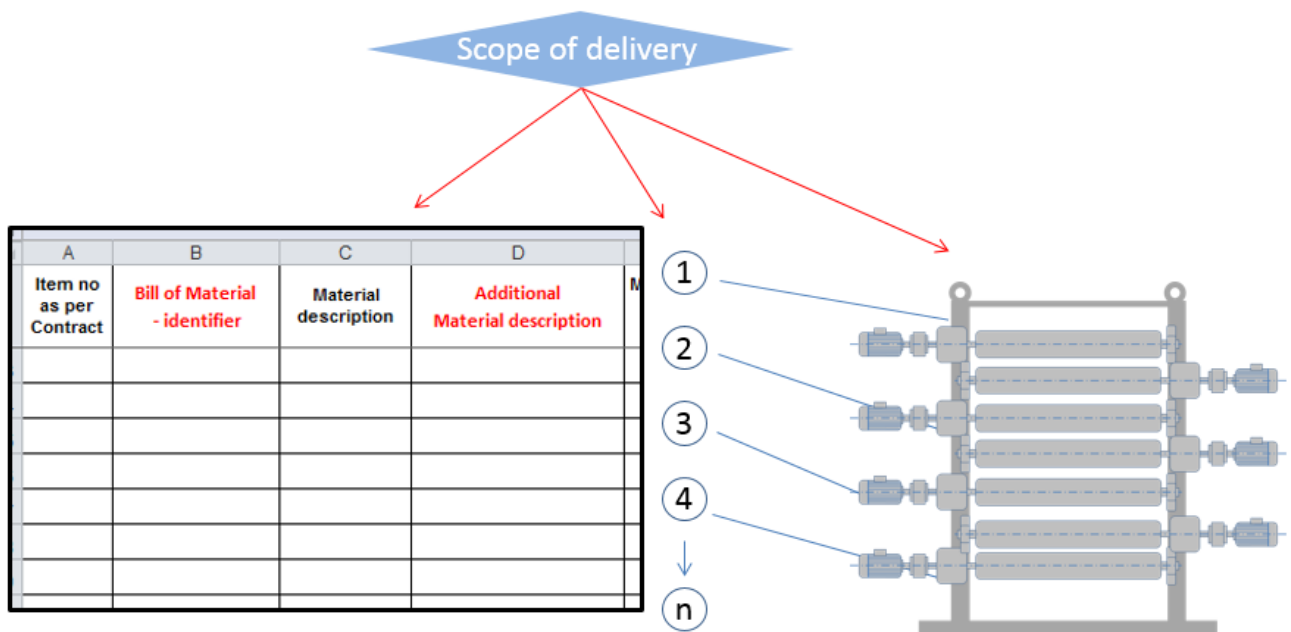 Scope of delivery
A B C D
Item no
as per
Contract
Bill of Material
- identifier
Material
description
Additional
Material description
M
1
2
3
4
n